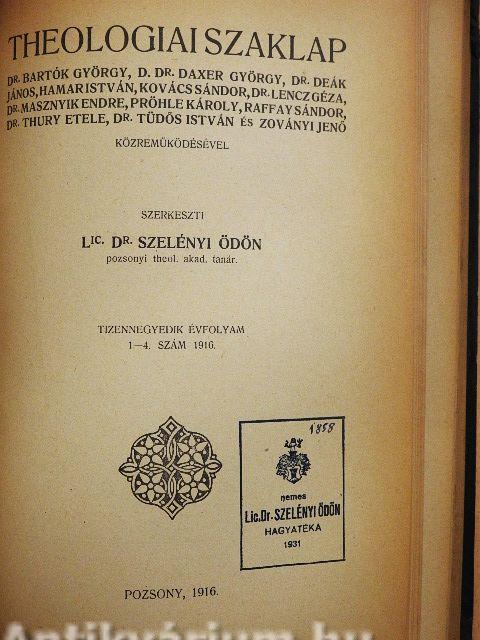 THEOLOGIAI SZAKLAP
DR. BARTÓK GYÖRGY, D. DR. DAXER GYÖRGY, DR. DEÁK
JÁNOS, HAMAR ISTVÁN, KOVÁCS SÁNDOR, DR. LENCZ GÉZA,
DR. MASZNYIK ENDRE, PRÖHLE KÁROLY, RAFFAY SÁNDOR,
DR. THURY ETELE, DR. TÜDŐS ISTVÁN ÉS ZOVÁNYI JENŐ
KÖZREMŰKÖDÉSÉVEL
SZERKESZTI
LIC. DR. SZELÉNYI ÖDÖN
pozsonyi theol. akad. tanár.
TIZENNEGYEDIK ÉVFOLYAM
1—4. SZÁM 1916.
1858
nemes
Lic.Dr. SZELÉNYI ÖDÖN
HAGYATÉKA
1931
POZSONY, 1916.
Antikvárium.hu